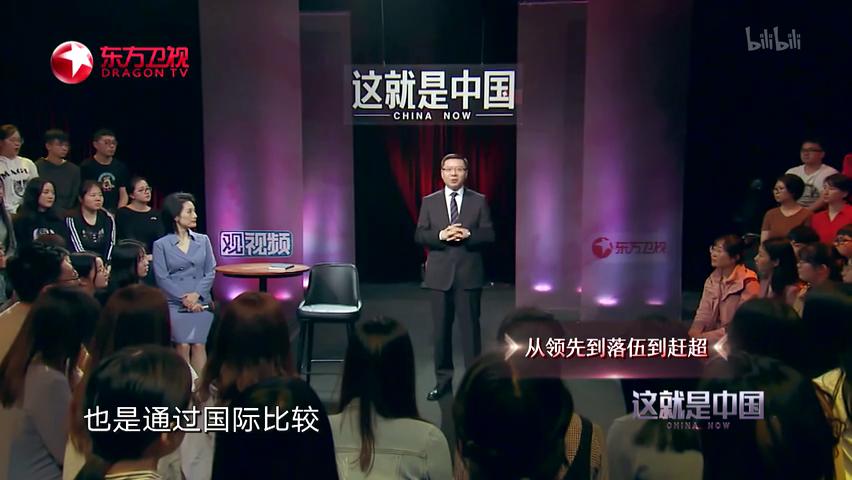 东方卫视
DRAGON TV
bilibili
这就是中国
CHINA NOW
观视频
东方卫视
从领先到落伍到赶超
这就是中国
CHINA NOW
也是通过国际比较